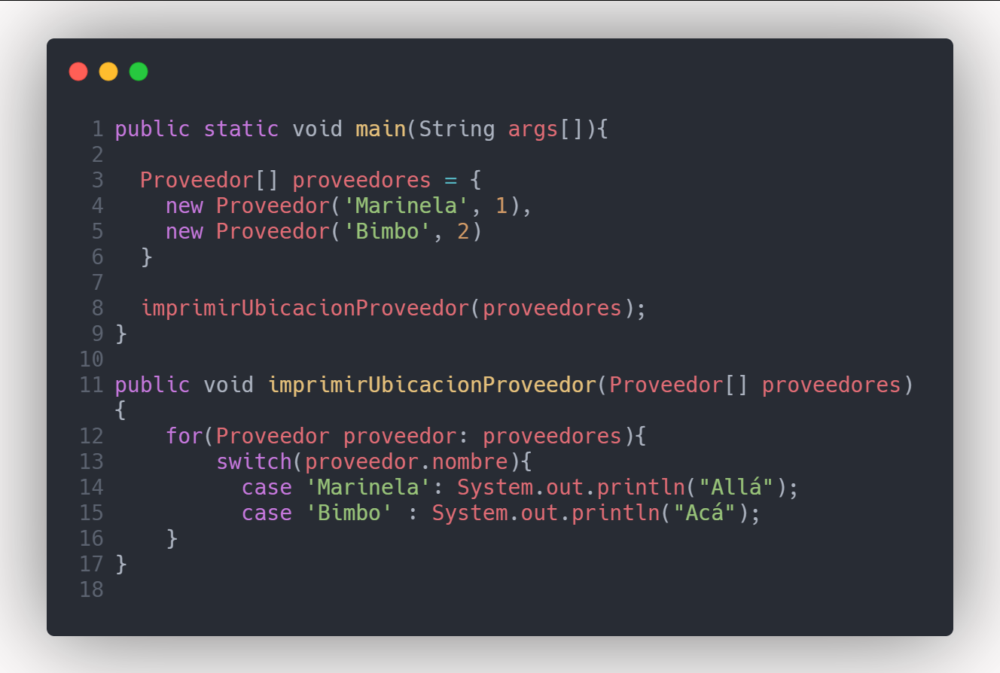 1 public static void main(String args[]){
2
3   Proveedor[] proveedores = {
4     new Proveedor('Marinela', 1),
5     new Proveedor('Bimbo', 2)
6   }
7
8   imprimirUbicacionProveedor(proveedores);
9 }
10
11 public void imprimirUbicacionProveedor(Proveedor[] proveedores)
{
12     for(Proveedor proveedor: proveedores){
13         switch(proveedor.nombre){
14           case 'Marinela': System.out.println("Allá");
15           case 'Bimbo' : System.out.println("Acá");
16     }
17 }
18